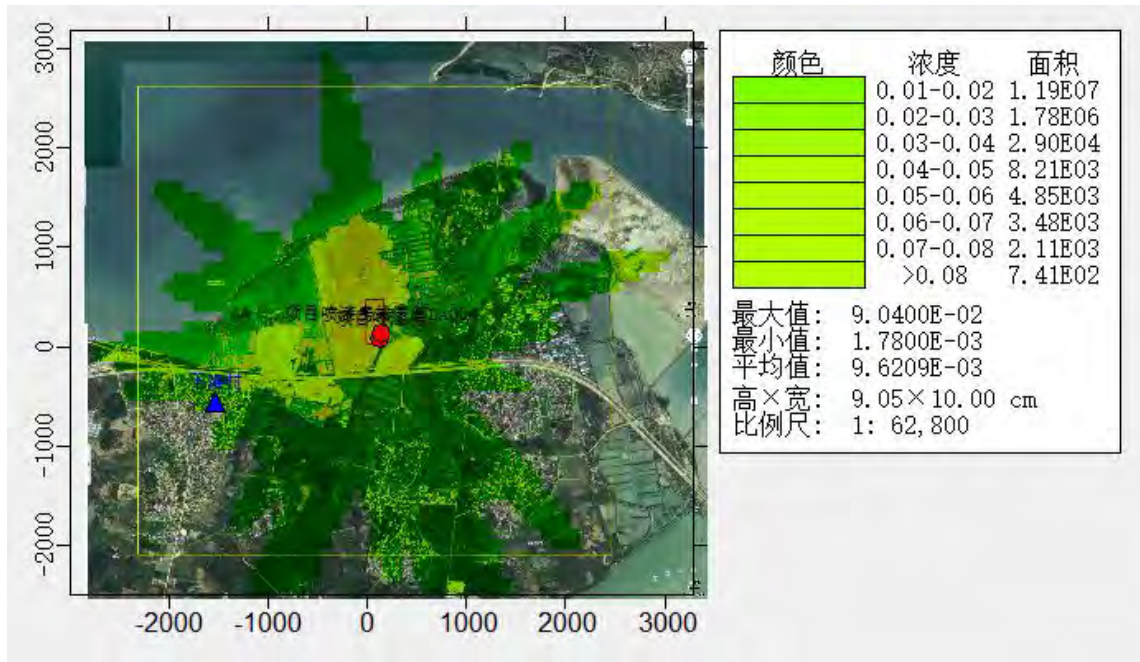 3000
2000
1000
0
-1000
-2000
-2000 -1000 0 1000 2000 3000
颜色 浓度 面积
0.01-0.02 1.19E07
0.02-0.03 1.78E06
0.03-0.04 2.90E04
0.04-0.05 8.21E03
0.05-0.06 4.85E03
0.06-0.07 3.48E03
0.07-0.08 2.11E03
>0.08 7.41E02
最大值: 9.0400E-02
最小值: 1.7800E-03
平均值: 9.6209E-03
高×宽: 9.05×10.00 cm
比例尺: 1: 62,800